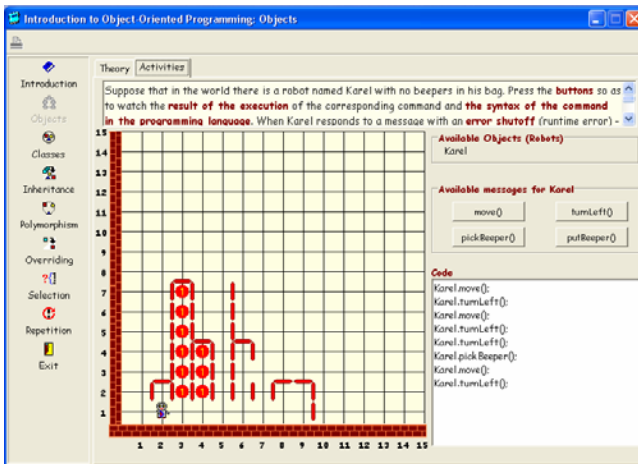 Introduction to Object-Oriented Programming: Objects
Introduction
Objects
Classes
Inheritance
Polymorphism
Overriding
Selection
Repetition
Exit
Theory
Activities
Suppose that in the world there is a robot named Karel with no beepers in his bag. Press the buttons so as
to watch the result of the execution of the corresponding command and the syntax of the command
in the programming language. When Karel responds to a message with an error shutoff (runtime error) -
15
14
13
12
11
10
9
8
7
6
5
4
3
2
1
1 2 3 4 5 6 7 8 9 10 11 12 13 14 15
Available Objects (Robots)
Karel
Available messages for Karel
move()
turnLeft()
pickBeeper()
putBeeper()
Code
Karel.move();
Karel.turnLeft();
Karel.move();
Karel.turnLeft();
Karel.turnLeft();
Karel.pickBeeper();
Karel.move();
Karel.turnLeft();